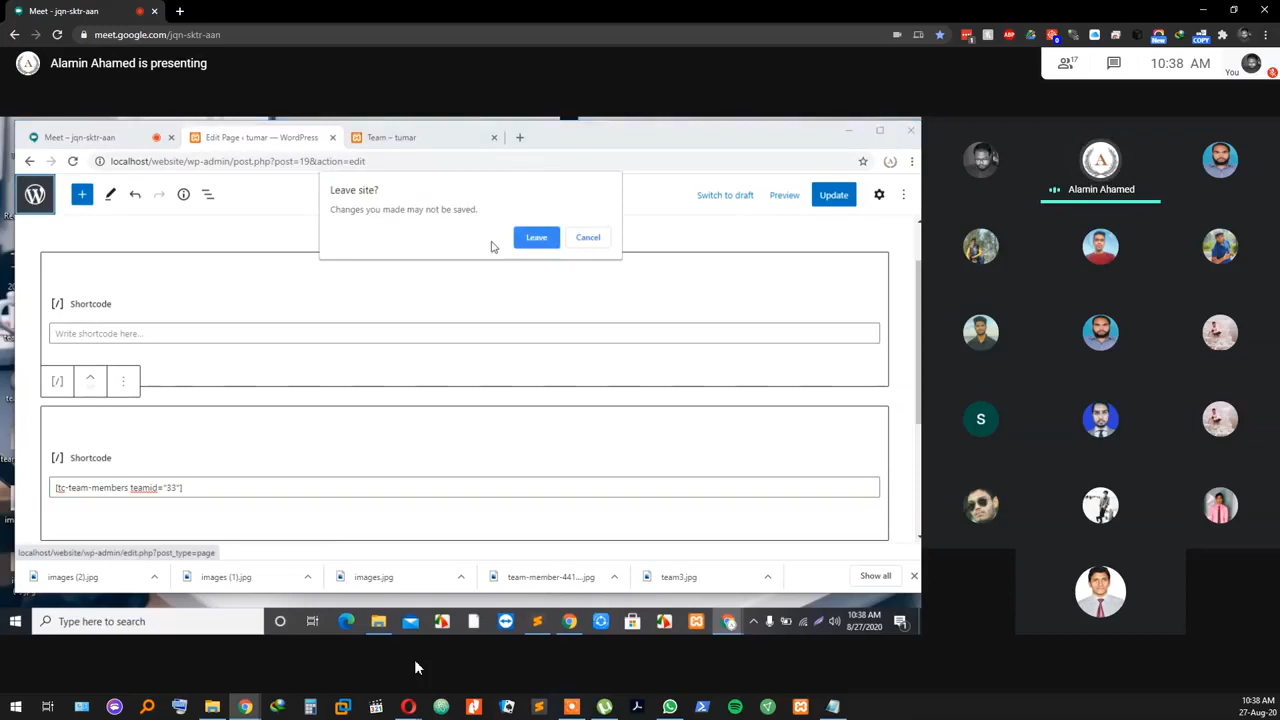 Meet - jqn-sktr-aan
meet.google.com/jqn-sktr-aan
New
COPY
Alamin Ahamed is presenting
17
10:38 AM
You
Meet – jqn-sktr-aan
Edit Page ‹ tumar — WordPress
Team – tumar
localhost/website/wp-admin/post.php?post=19&action=edit
Leave site?
Changes you made may not be saved.
Leave
Cancel
Switch to draft
Preview
Update
[/] Shortcode
Write shortcode here...
[/]
[/] Shortcode
[tc-team-members teamid="33"]
localhost/website/wp-admin/edit.php?post_type=page
images (2).jpg
images (1).jpg
images.jpg
team-member-441....jpg
team3.jpg
Show all
Type here to search
10:38 AM
8/27/2020
A
Alamin Ahamed
S
10:38 AM
27-Aug-20